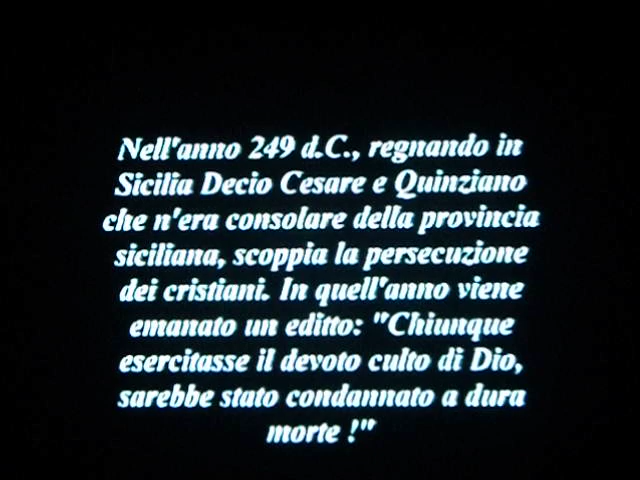 Nell'anno 249 d.C., regnando in
Sicilia Decio Cesare e Quinziano
che n'era consolare della provincia
siciliana, scoppia la persecuzione
dei cristiani. In quell'anno viene
emanato un editto: "Chiunque
esercitasse il devoto culto di Dio,
sarebbe stato condannato a dura
morte !"